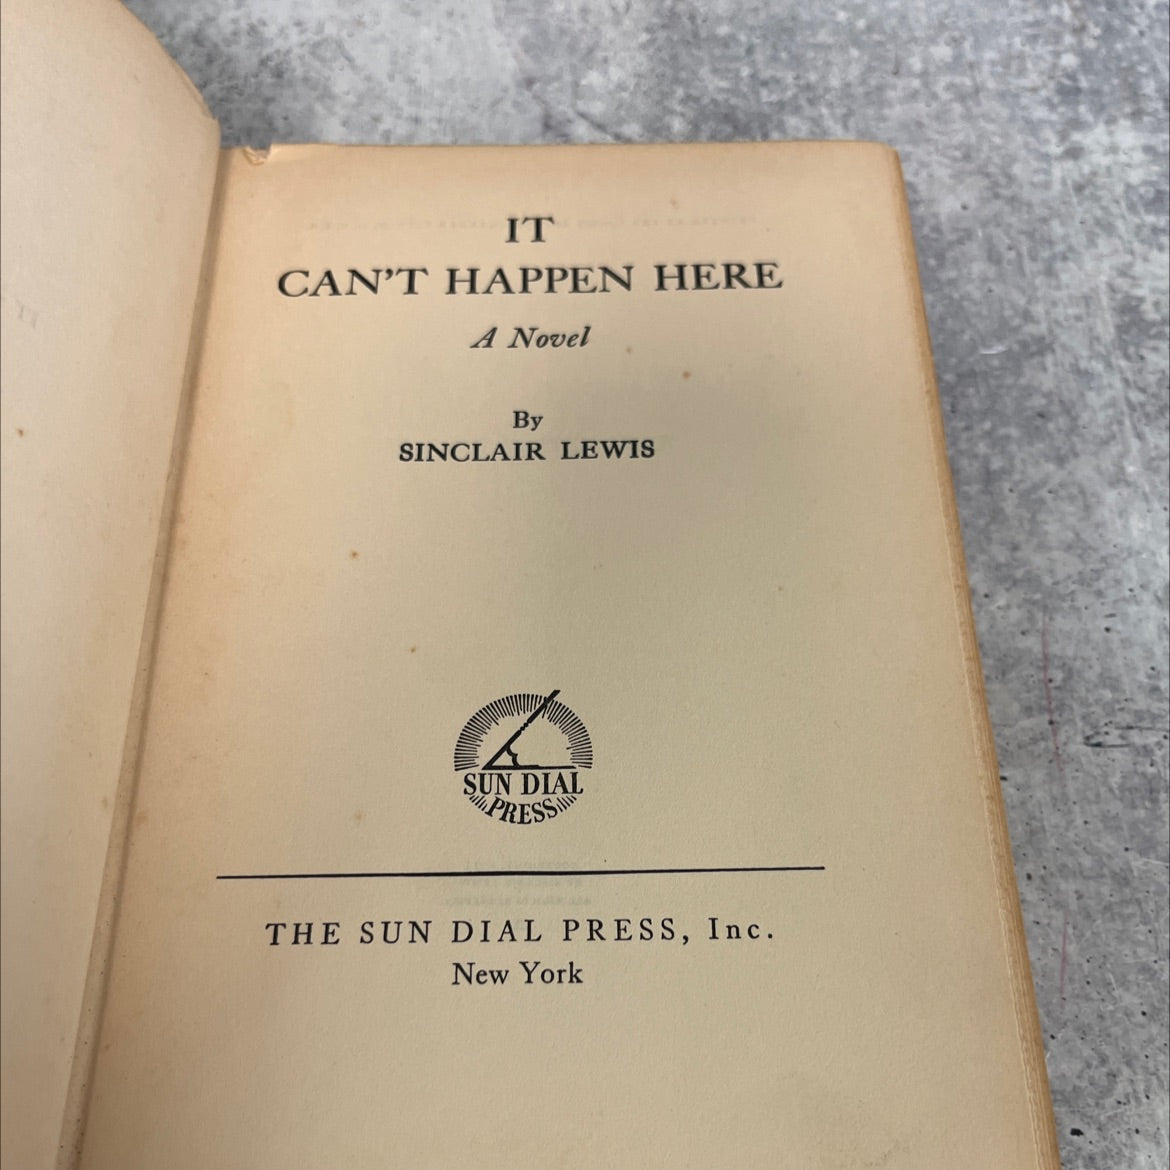 IT
CAN'T HAPPEN HERE
A Novel
By
SINCLAIR LEWIS
SUN DIAL
PRESS
THE SUN DIAL PRESS, Inc.
New York